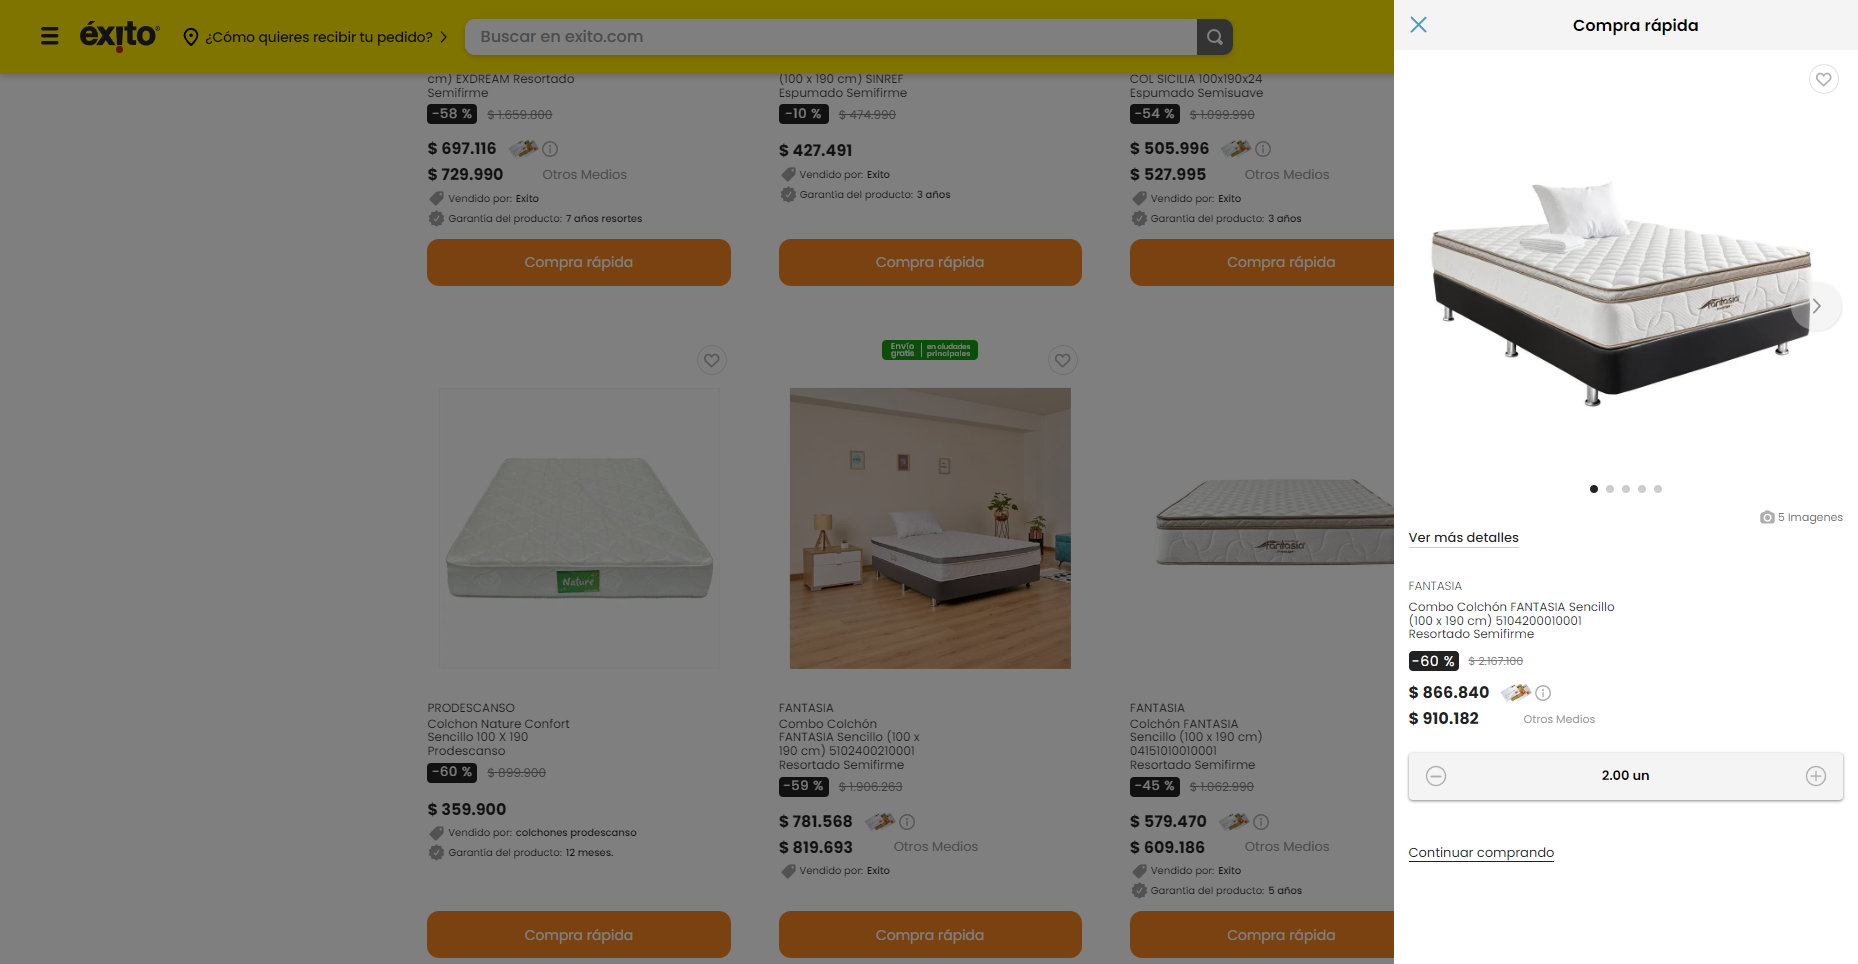 éxito
¿Cómo quieres recibir tu pedido?
Buscar en exito.com
cm) EXDREAM Resortado
Semifirme
-58 % $ 1.659.800
$ 697.116
$ 729.990 Otros Medios
Vendido por: Exito
Garantía del producto: 7 años resortes
Compra rápida
(100 x 190 cm) SINREF
Espumado Semifirme
-10 % $ 474.990
$ 427.491
Vendido por: Exito
Garantía del producto: 3 años
Compra rápida
COL SICILIA 100x190x24
Espumado Semisuave
-54 % $ 1.099.990
$ 505.996
$ 527.995 Otros Medios
Vendido por: Exito
Garantía del producto: 3 años
Compra rápida
Naturé
PRODESCANSO
Colchon Nature Confort
Sencillo 100 X 190
Prodescanso
-60 % $ 899.900
$ 359.900
Vendido por: colchones prodescanso
Garantía del producto: 12 meses.
Compra rápida
Envío gratis
en ciudades principales
FANTASIA
Combo Colchón
FANTASIA Sencillo (100 x
190 cm) 5102400210001
Resortado Semifirme
-59 % $ 1.906.263
$ 781.568
$ 819.693 Otros Medios
Vendido por: Exito
Compra rápida
fantasia
FANTASIA
Colchón FANTASIA
Sencillo (100 x 190 cm)
04151010010001
Resortado Semifirme
-45 % $ 1.062.990
$ 579.470
$ 609.186 Otros Medios
Vendido por: Exito
Garantía del producto: 5 años
Compra rápida
Compra rápida
fantasia
5 Imagenes
Ver más detalles
FANTASIA
Combo Colchón FANTASIA Sencillo
(100 x 190 cm) 5104200010001
Resortado Semifirme
-60 % $ 2.167.100
$ 866.840
$ 910.182 Otros Medios
2.00 un
Continuar comprando